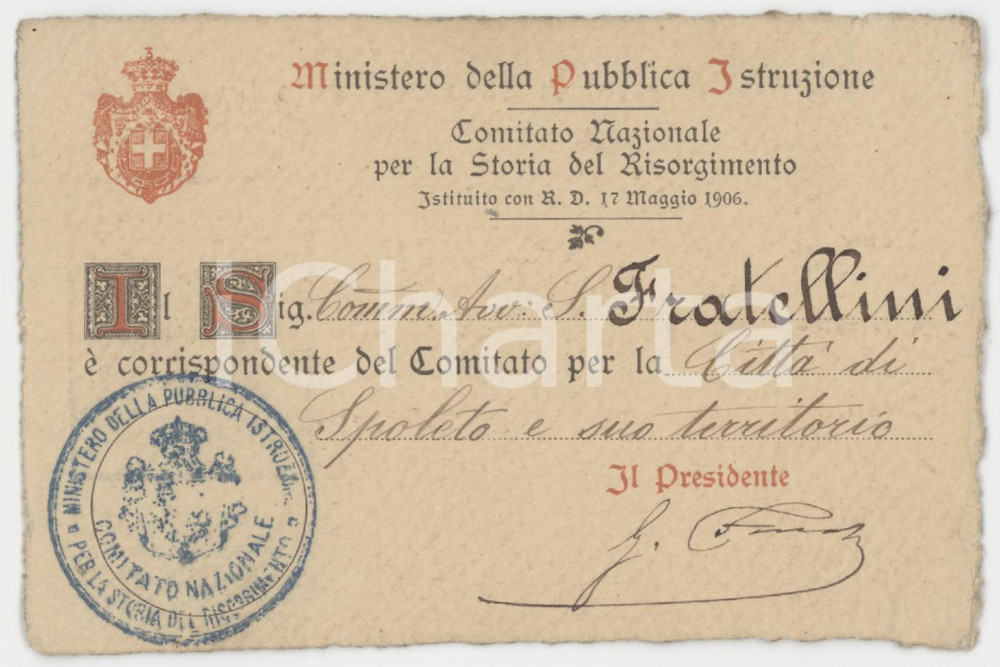 Ministero della Pubblica Istruzione
Comitato Nazionale
per la Storia del Risorgimento
Istituito con R. D. 17 Maggio 1906.
Il Sig. Comm. Avv: S. Fratellini
è corrispondente del Comitato per la Città di
Spoleto e suo territorio
Il Presidente
G.
MINISTERO DELLA PUBBLICA ISTRUZ.
COMITATO NAZIONALE
PER LA STORIA DEL RISORGIMENTO
iCharta